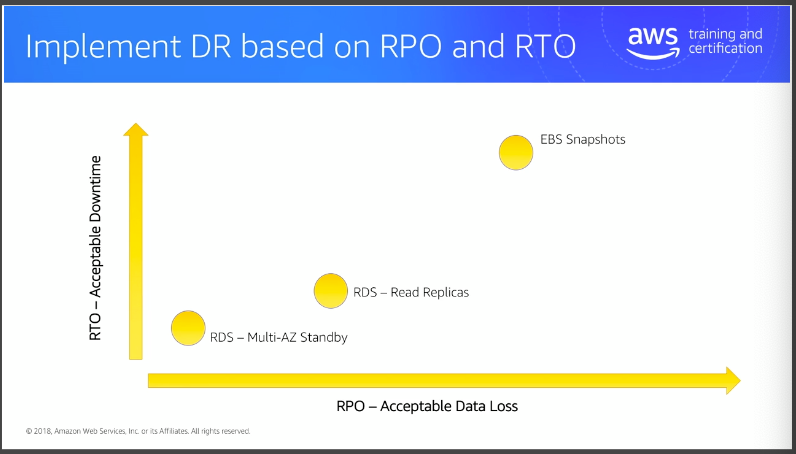 Implement DR based on RPO and RTO
aws
training and
certification
RTO – Acceptable Downtime
EBS Snapshots
RDS – Read Replicas
RDS – Multi-AZ Standby
RPO – Acceptable Data Loss
© 2018, Amazon Web Services, Inc. or its Affiliates. All rights reserved.